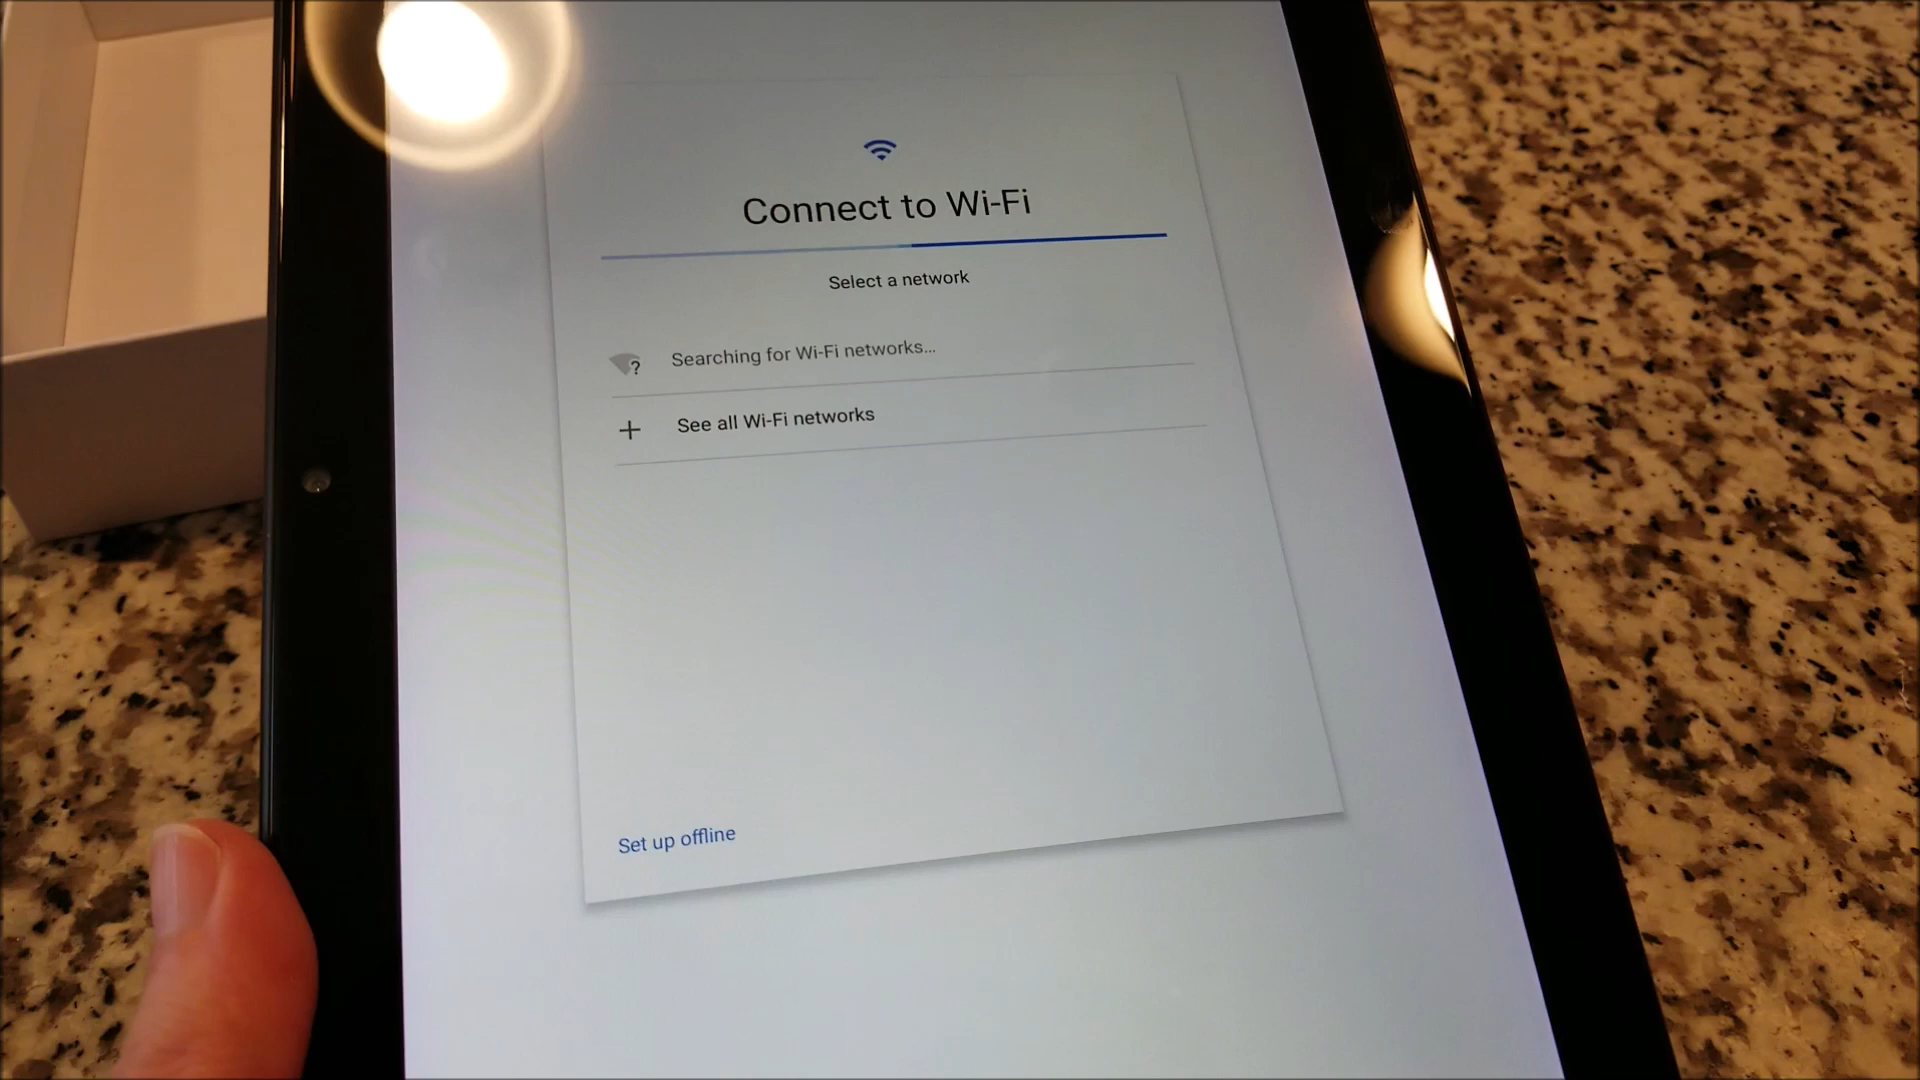 Connect to Wi-Fi
Select a network
? Searching for Wi-Fi networks...
+ See all Wi-Fi networks
Set up offline